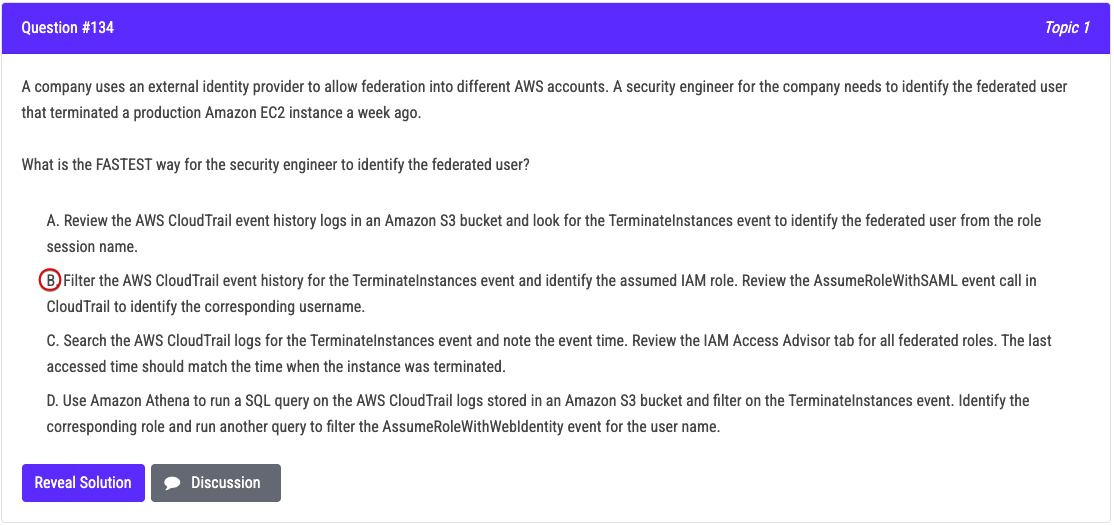 Question #134
Topic 1
A company uses an external identity provider to allow federation into different AWS accounts. A security engineer for the company needs to identify the federated user
that terminated a production Amazon EC2 instance a week ago.
What is the FASTEST way for the security engineer to identify the federated user?
A. Review the AWS CloudTrail event history logs in an Amazon S3 bucket and look for the TerminateInstances event to identify the federated user from the role
session name.
B. Filter the AWS CloudTrail event history for the TerminateInstances event and identify the assumed IAM role. Review the AssumeRoleWithSAML event call in
CloudTrail to identify the corresponding username.
C. Search the AWS CloudTrail logs for the TerminateInstances event and note the event time. Review the IAM Access Advisor tab for all federated roles. The last
accessed time should match the time when the instance was terminated.
D. Use Amazon Athena to run a SQL query on the AWS CloudTrail logs stored in an Amazon S3 bucket and filter on the TerminateInstances event. Identify the
corresponding role and run another query to filter the AssumeRoleWithWebIdentity event for the user name.
Reveal Solution
Discussion